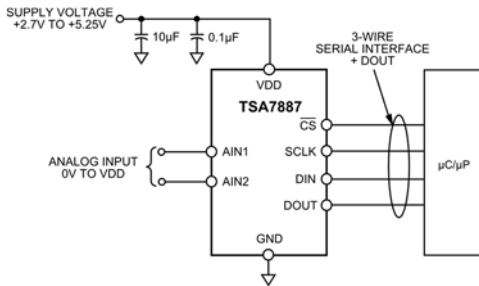 SUPPLY VOLTAGE
+2.7V TO +5.25V
10µF
0.1µF
3-WIRE
SERIAL INTERFACE
+ DOUT
VDD
TSA7887
CS
SCLK
DIN
DOUT
AIN1
AIN2
GND
ANALOG INPUT
0V TO VDD
µC/µP